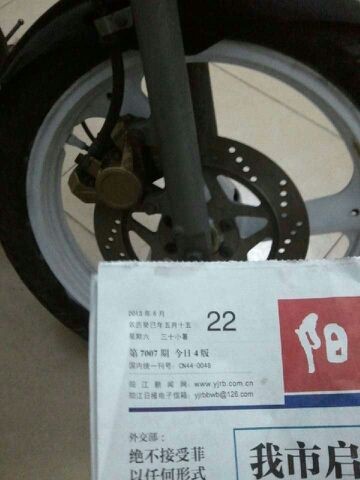 2013年6月
农历癸巳年五月十五
星期六 三十小暑
22
第7007期 今日4版
国内统一刊号:CN44-0049
阳江新闻网:www.yjrb.com.cn
阳江日报电子信箱:yjrbbwb@126.com
阳
外交部:
绝不接受菲
以任何形式
我市启